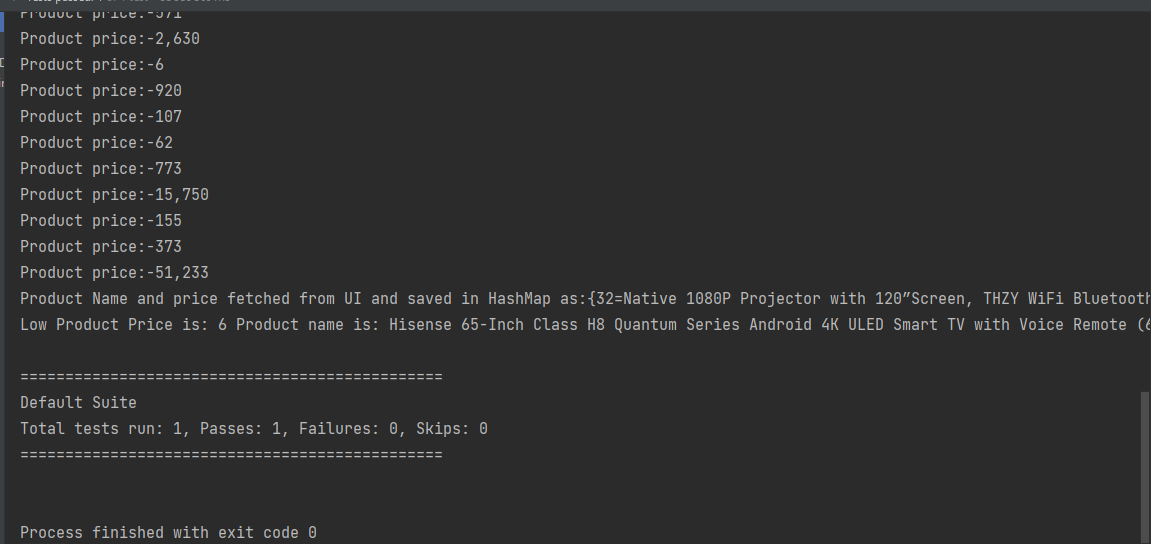 Product price:-571
Product price:-2,630
Product price:-6
Product price:-920
Product price:-107
Product price:-62
Product price:-773
Product price:-15,750
Product price:-155
Product price:-373
Product price:-51,233
Product Name and price fetched from UI and saved in HashMap as:{32=Native 1080P Projector with 120”Screen, THZY WiFi Bluetooth
Low Product Price is: 6 Product name is: Hisense 65-Inch Class H8 Quantum Series Android 4K ULED Smart TV with Voice Remote (6
===============================================
Default Suite
Total tests run: 1, Passes: 1, Failures: 0, Skips: 0
===============================================
Process finished with exit code 0